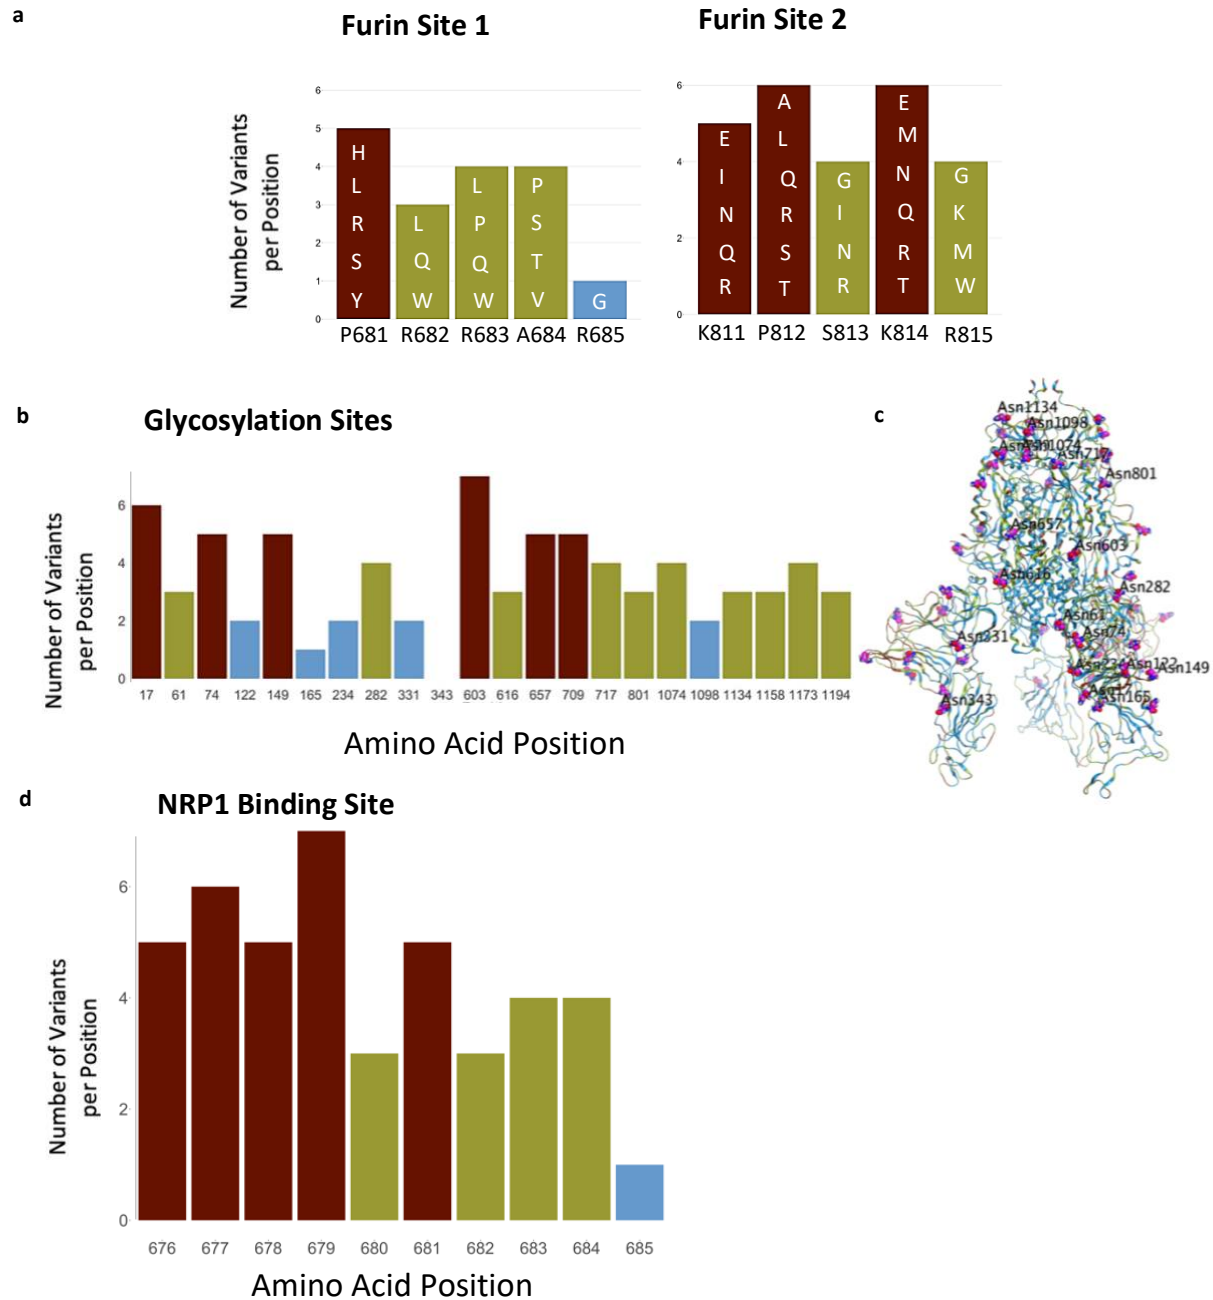 a
Furin Site 1
Furin Site 2
Number of Variants
per Position
6
5
4
3
2
1
0
H
L
R
S
Y
L
Q
W
L
P
Q
W
P
S
T
V
G
P681 R682 R683 A684 R685
6
4
2
0
E
I
N
Q
R
A
L
Q
R
S
T
G
I
N
R
E
M
N
Q
R
T
G
K
M
W
K811 P812 S813 K814 R815
b
Glycosylation Sites
Number of Variants
per Position
6
4
2
0
17 61 74 122 149 165 234 282 331 343 603 616 657 709 717 801 1074 1098 1134 1158 1173 1194
Amino Acid Position
c
Asn1134
Asn1098
Asn1074
Asn717
Asn801
Asn657
Asn603
Asn616
Asn282
Asn61
Asn74
Asn331
Asn234
Asn122
Asn149
Asn17
Asn165
Asn343
d
NRP1 Binding Site
Number of Variants
per Position
6
4
2
0
676 677 678 679 680 681 682 683 684 685
Amino Acid Position